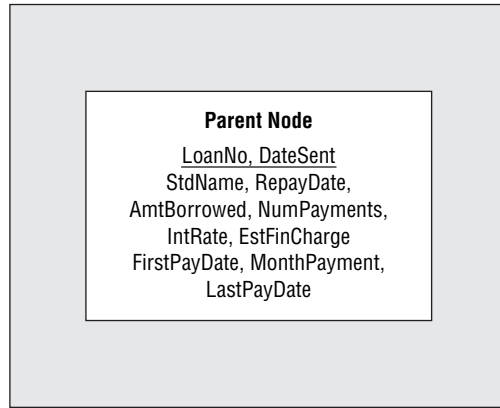 Parent Node
LoanNo, DateSent
StdName, RepayDate,
AmtBorrowed, NumPayments,
IntRate, EstFinCharge
FirstPayDate, MonthPayment,
LastPayDate